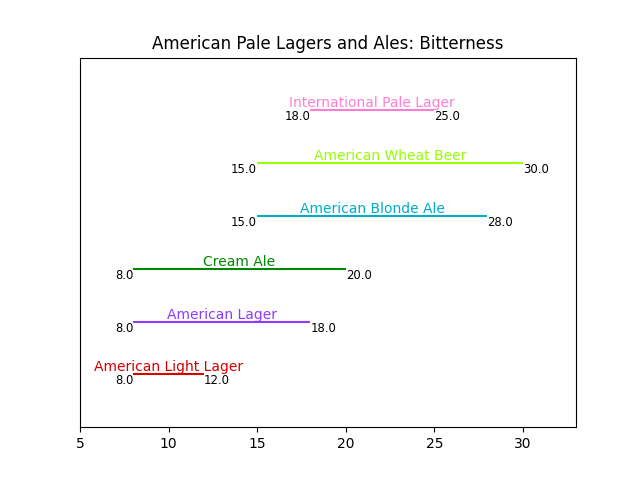 American Pale Lagers and Ales: Bitterness
International Pale Lager
18.0 25.0
American Wheat Beer
15.0 30.0
American Blonde Ale
15.0 28.0
Cream Ale
8.0 20.0
American Lager
8.0 18.0
American Light Lager
8.0 12.0
5 10 15 20 25 30